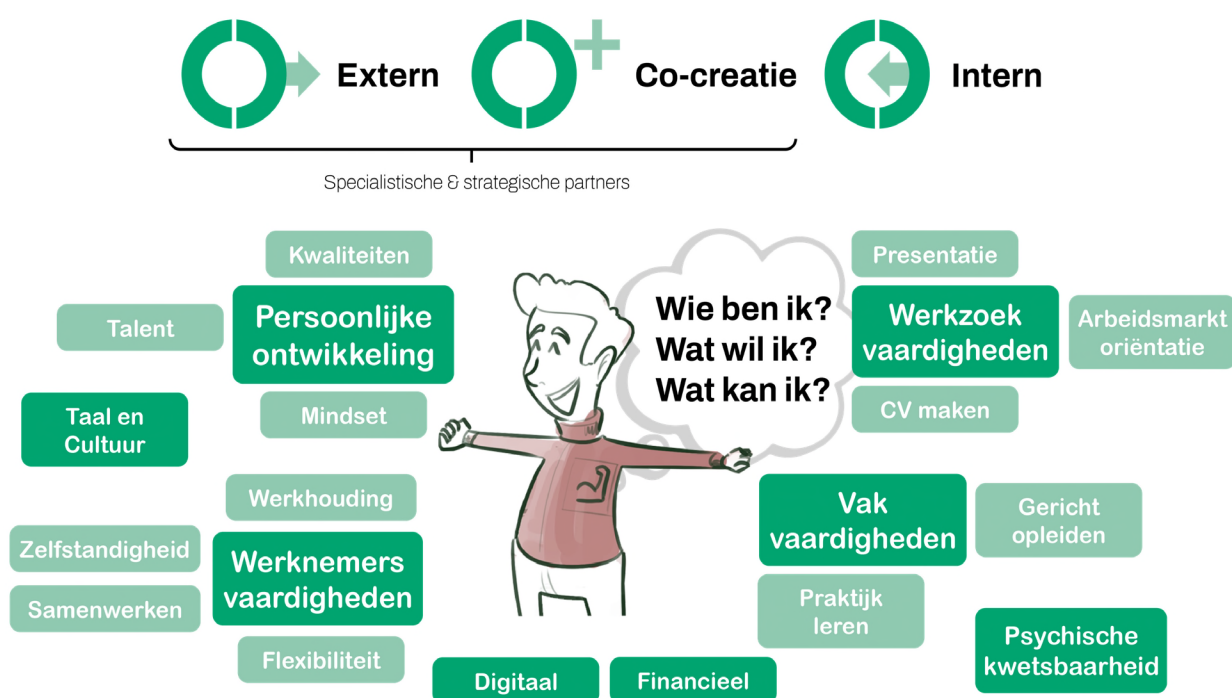 Extern
Co-creatie
Intern
Specialistische & strategische partners
Kwaliteiten
Talent
Persoonlijke
ontwikkeling
Mindset
Taal en
Cultuur
Wie ben ik?
Wat wil ik?
Wat kan ik?
Presentatie
Werkzoek
vaardigheden
Arbeidsmarkt
oriëntatie
CV maken
Werkhouding
Zelfstandigheid
Werknemers
vaardigheden
Samenwerken
Flexibiliteit
Vak
vaardigheden
Gericht
opleiden
Praktijk
leren
Psychische
kwetsbaarheid
Digitaal
Financieel